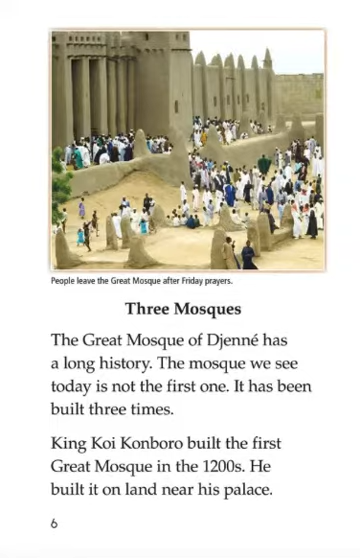 People leave the Great Mosque after Friday prayers.
Three Mosques
The Great Mosque of Djenné has
a long history. The mosque we see
today is not the first one. It has been
built three times.
King Koi Konboro built the first
Great Mosque in the 1200s. He
built it on land near his palace.
6